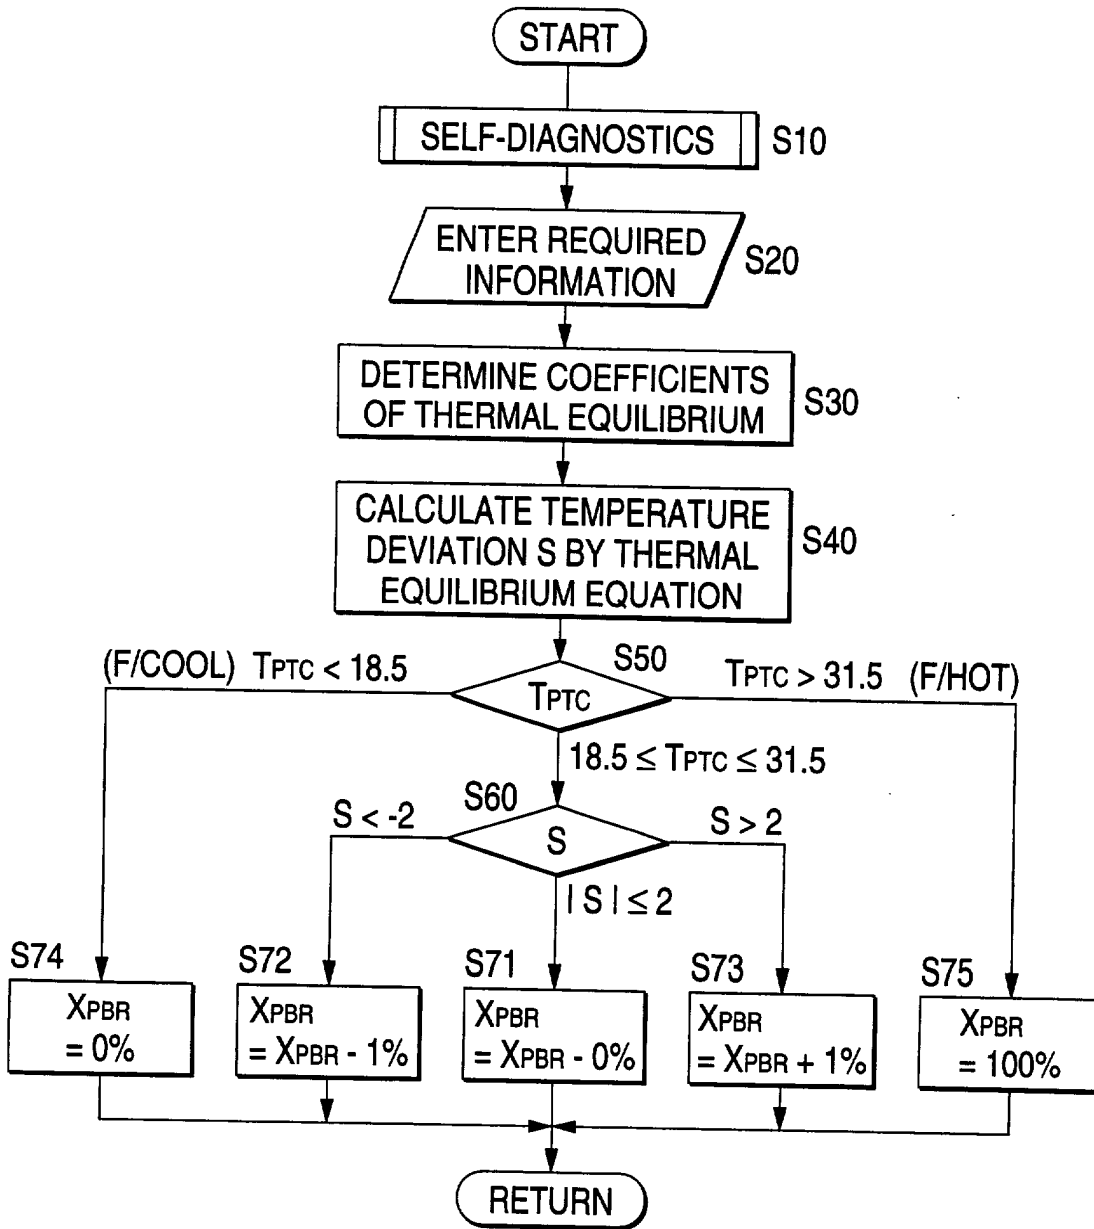 START
SELF-DIAGNOSTICS S10
ENTER REQUIRED
INFORMATION
S20
DETERMINE COEFFICIENTS
OF THERMAL EQUILIBRIUM
S30
CALCULATE TEMPERATURE
DEVIATION S BY THERMAL
EQUILIBRIUM EQUATION
S40
S50
(F/COOL) TPTC < 18.5
TPTC
TPTC > 31.5 (F/HOT)
18.5 ≤ TPTC ≤ 31.5
S60
S < -2
S
S > 2
| S | ≤ 2
S74
XPBR
= 0%
S72
XPBR
= XPBR - 1%
S71
XPBR
= XPBR - 0%
S73
XPBR
= XPBR + 1%
S75
XPBR
= 100%
RETURN